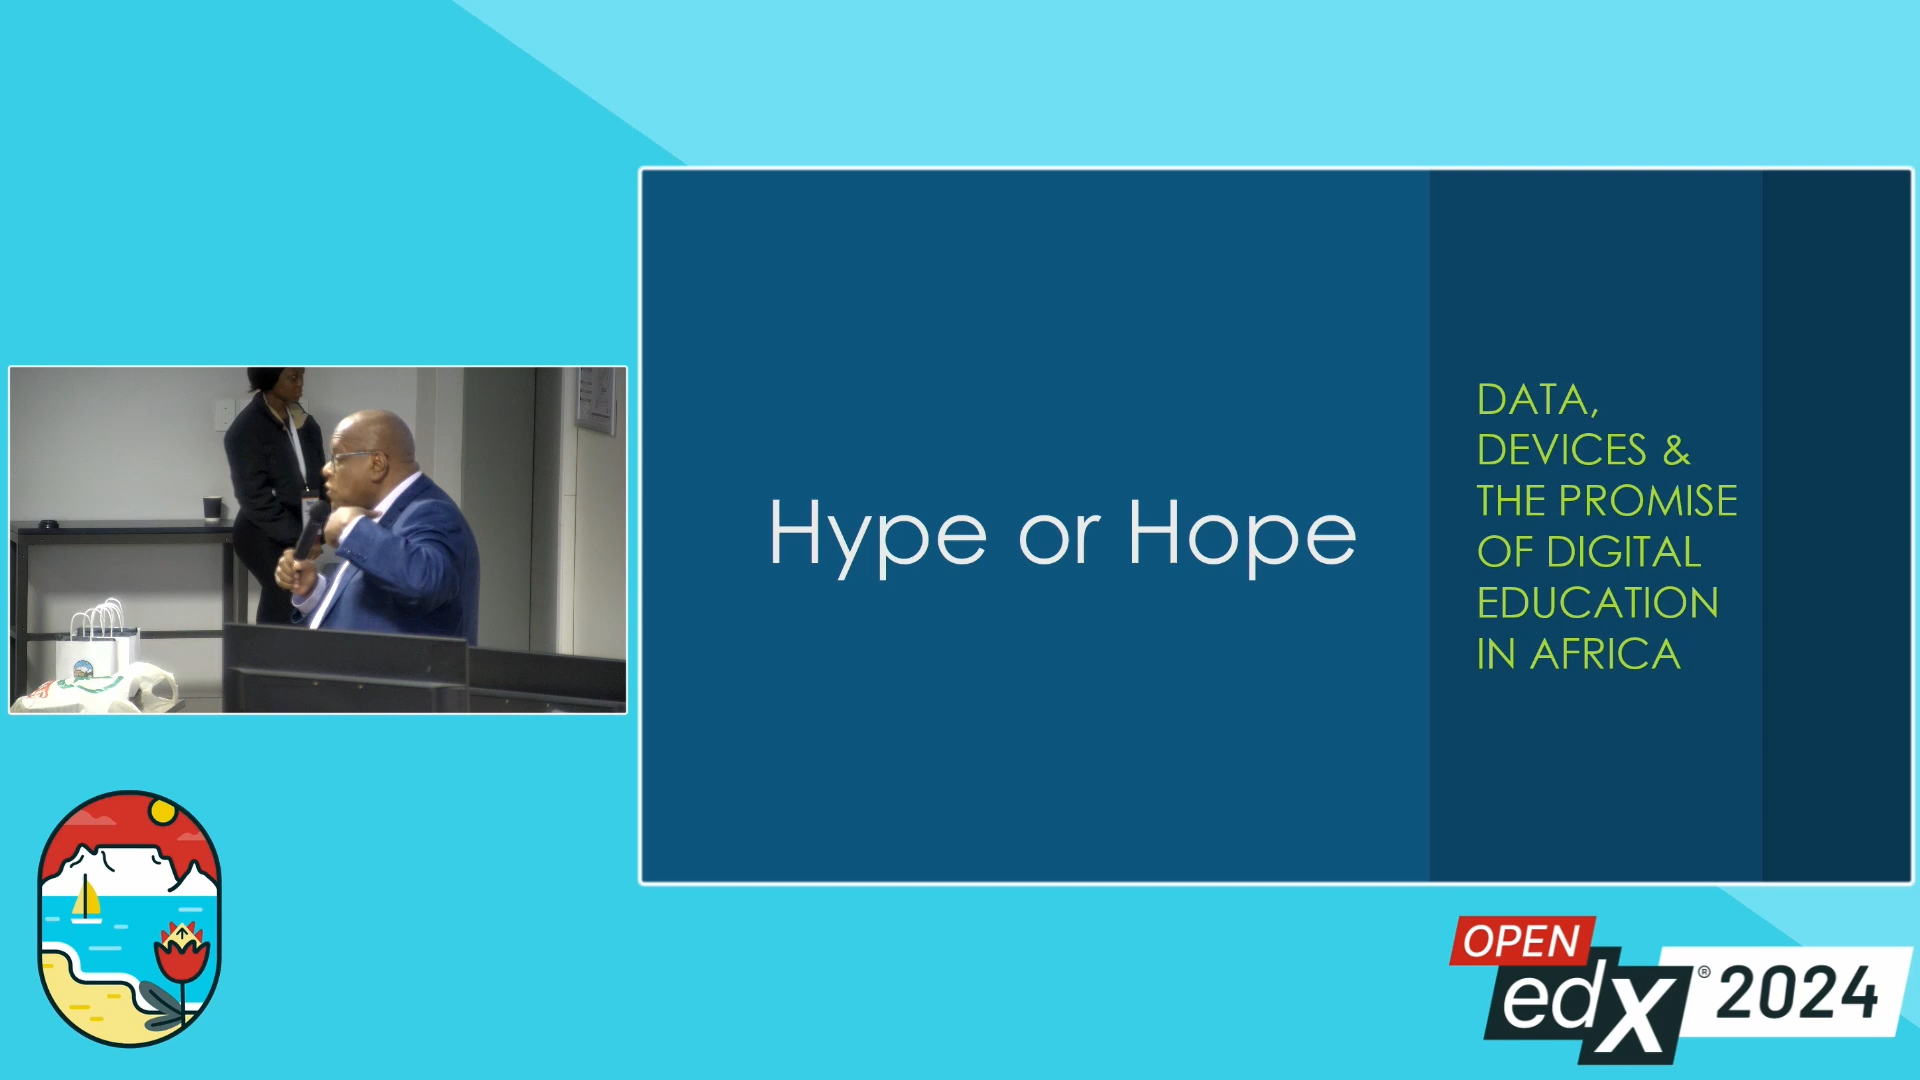 Hype or Hope
DATA,
DEVICES &
THE PROMISE
OF DIGITAL
EDUCATION
IN AFRICA
OPEN
edX® 2024